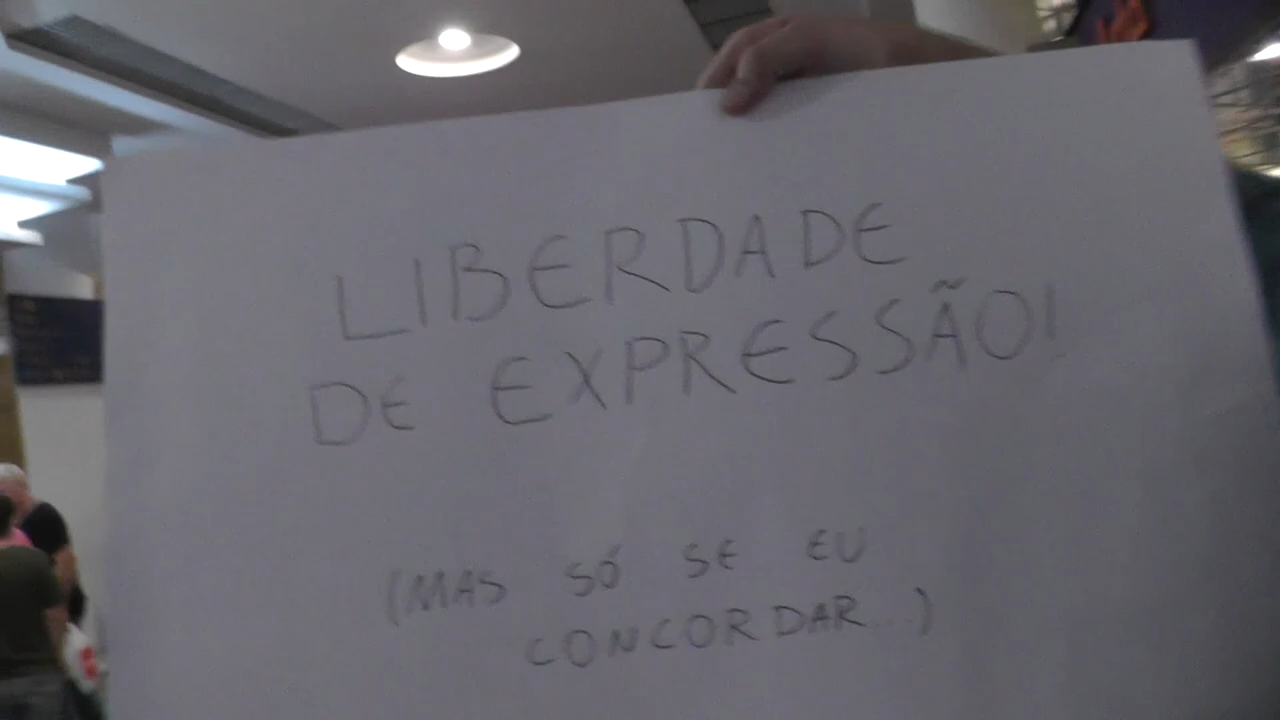 LIBERDADE
DE EXPRESSÃO!
(MAS SÓ SE EU
CONCORDAR...)